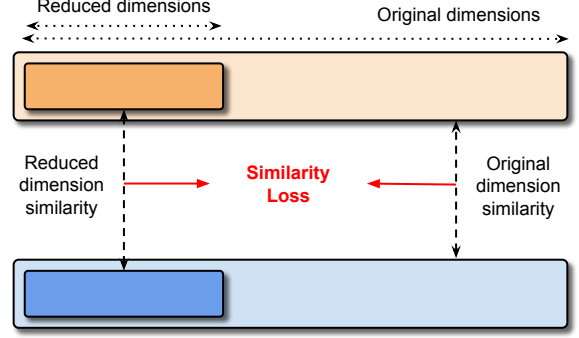 Reduced dimensions
Original dimensions
Reduced
dimension
similarity
Similarity
Loss
Original
dimension
similarity